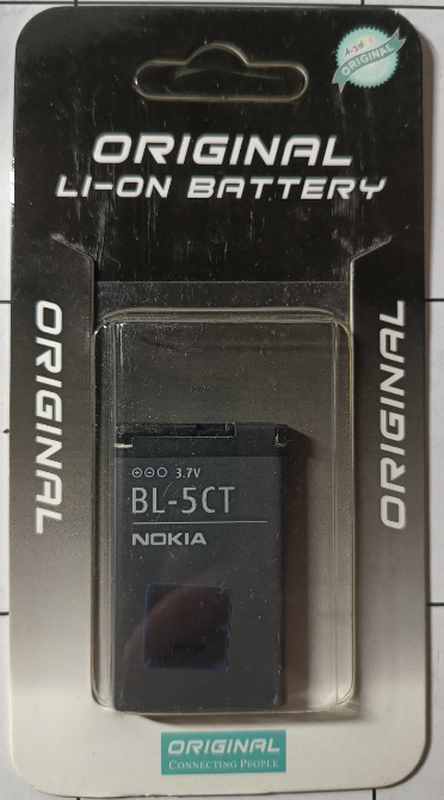 ORIGINAL
ORIGINAL
LI-ON BATTERY
ORIGINAL
ORIGINAL
3.7V
BL-5CT
NOKIA
ORIGINAL
CONNECTING PEOPLE